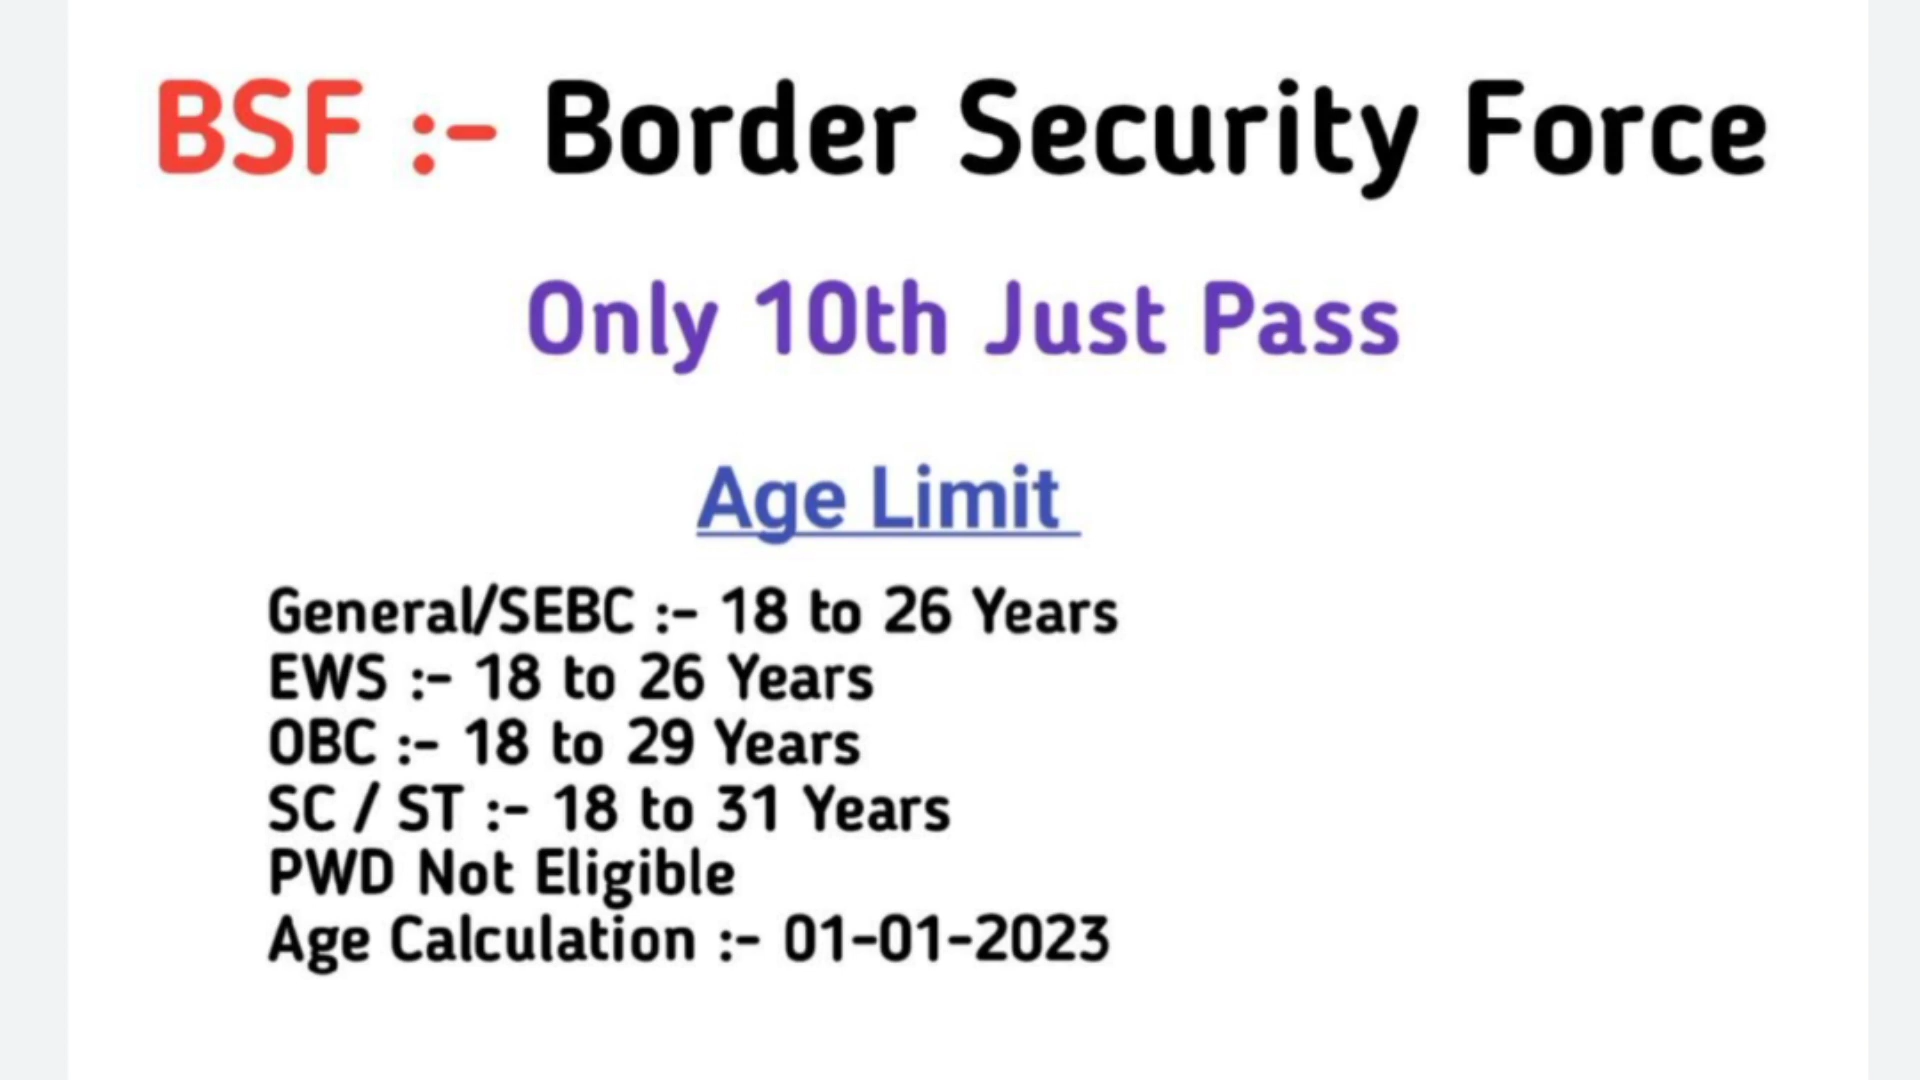 BSF :- Border Security Force
Only 10th Just Pass
Age Limit
General/SEBC :- 18 to 26 Years
EWS :- 18 to 26 Years
OBC :- 18 to 29 Years
SC / ST :- 18 to 31 Years
PWD Not Eligible
Age Calculation :- 01-01-2023